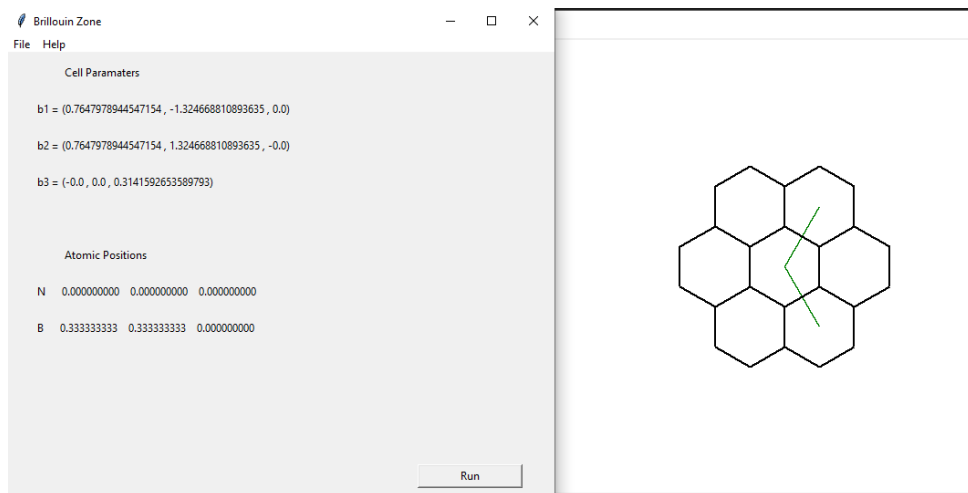 Brillouin Zone
File Help
Cell Paramaters
b1 = (0.7647978944547154 , -1.324668810893635 , 0.0)
b2 = (0.7647978944547154 , 1.324668810893635 , -0.0)
b3 = (-0.0 , 0.0 , 0.3141592653589793)
Atomic Positions
N 0.000000000 0.000000000 0.000000000
B 0.333333333 0.333333333 0.000000000
Run